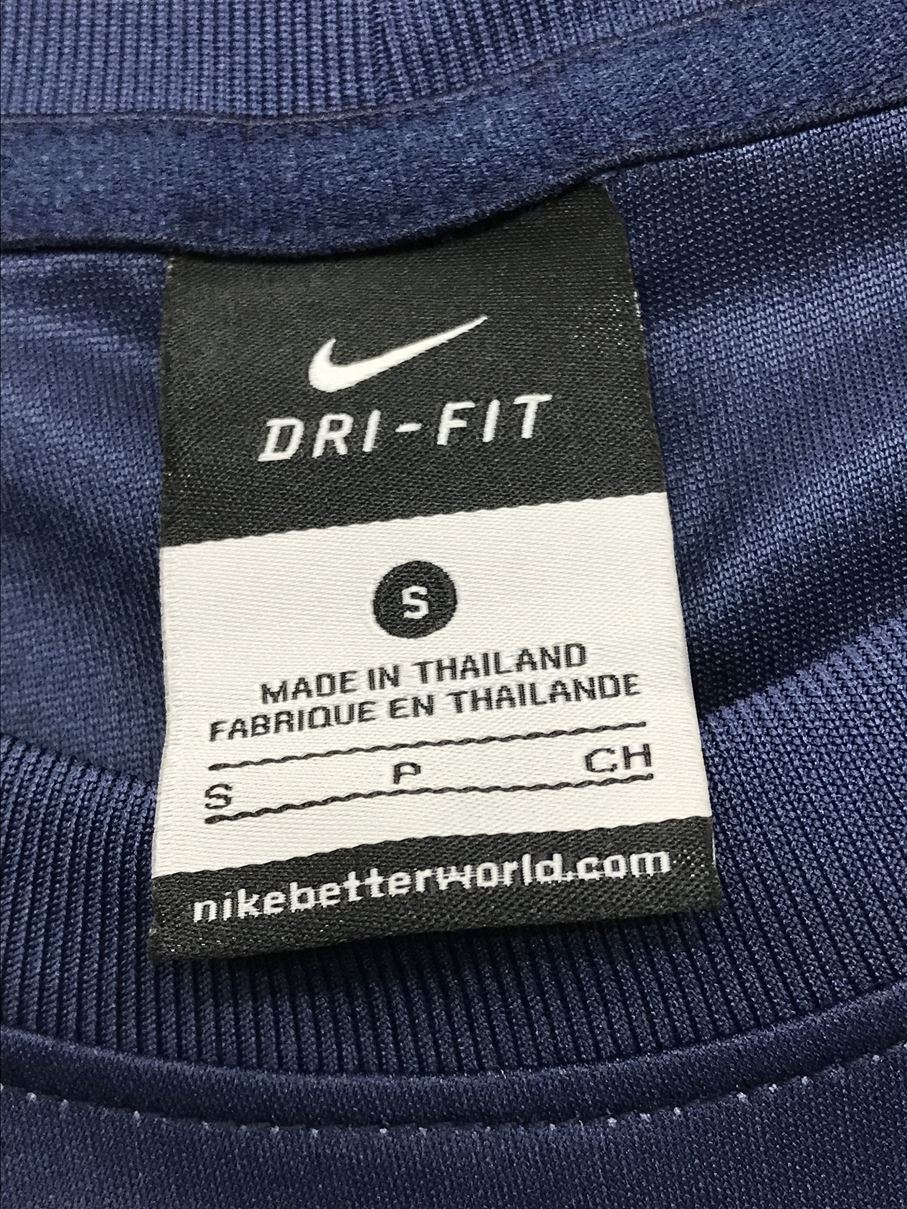 DRI-FIT
S
MADE IN THAILAND
FABRIQUE EN THAILANDE
S P CH
nikebetterworld.com